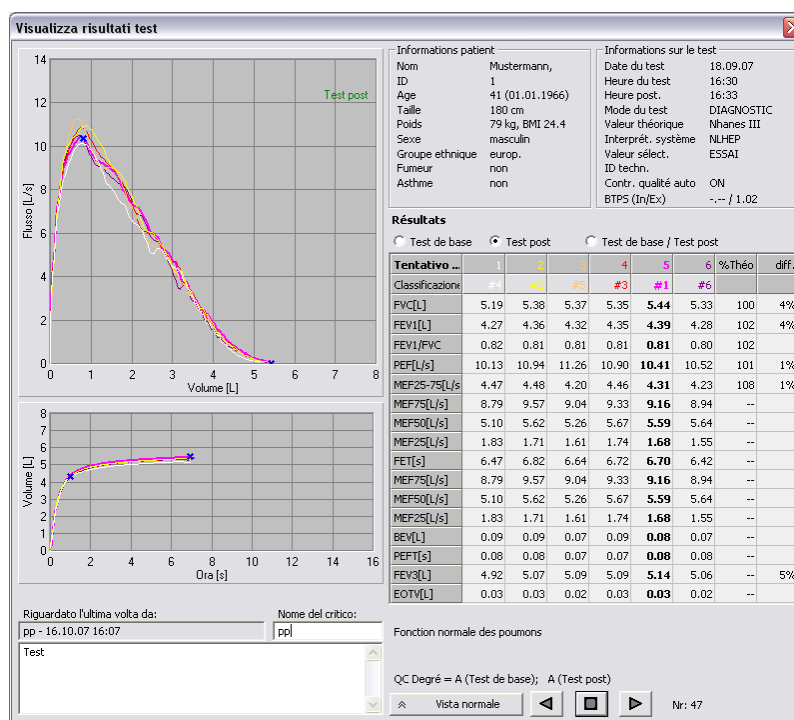 Visualizza risultati test
14
12
10
8
6
4
2
0
Flusso [L/s]
Test post
0 1 2 3 4 5 6 7 8
Volume [L]
8
7
6
5
4
3
2
1
0
Volume [L]
0 2 4 6 8 10 12 14 16
Ora [s]
Riguardato l'ultima volta da:
pp - 16.10.07 16:07
Nome del critico:
pp
Test
Informations patient
Nom Mustermann,
ID 1
Age 41 (01.01.1966)
Taille 180 cm
Poids 79 kg, BMI 24.4
Sexe masculin
Groupe ethnique europ.
Fumeur non
Asthme non
Informations sur le test
Date du test 18.09.07
Heure du test 16:30
Heure post. 16:33
Mode du test DIAGNOSTIC
Valeur théorique Nhanes III
Interprét. système NLHEP
Valeur sélect. ESSAI
ID techn.
Contr. qualité auto ON
BTPS (In/Ex) -.-- / 1.02
Résultats
Test de base Test post Test de base / Test post
Tentativo ... 1 2 3 4 5 6 %Théo diff.
Classificazione #4 #2 #5 #3 #1 #6
FVC[L] 5.19 5.38 5.37 5.35 5.44 5.33 100 4%
FEV1[L] 4.27 4.36 4.32 4.35 4.39 4.28 102 4%
FEV1/FVC 0.82 0.81 0.81 0.81 0.81 0.80 102
PEF[L/s] 10.13 10.94 11.26 10.90 10.41 10.52 101 1%
MEF25-75[L/s 4.47 4.48 4.20 4.46 4.31 4.23 108 1%
MEF75[L/s] 8.79 9.57 9.04 9.33 9.16 8.94 --
MEF50[L/s] 5.10 5.62 5.26 5.67 5.59 5.64 --
MEF25[L/s] 1.83 1.71 1.61 1.74 1.68 1.55 --
FET[s] 6.47 6.82 6.64 6.72 6.70 6.42 --
MEF75[L/s] 8.79 9.57 9.04 9.33 9.16 8.94 --
MEF50[L/s] 5.10 5.62 5.26 5.67 5.59 5.64 --
MEF25[L/s] 1.83 1.71 1.61 1.74 1.68 1.55 --
BEV[L] 0.09 0.09 0.07 0.09 0.08 0.07 --
PEFT[s] 0.08 0.08 0.07 0.07 0.08 0.08 --
FEV3[L] 4.92 5.07 5.09 5.09 5.14 5.06 -- 5%
EOTV[L] 0.03 0.03 0.02 0.03 0.03 0.02 --
Fonction normale des poumons
QC Degré = A (Test de base); A (Test post)
Vista normale
Nr: 47